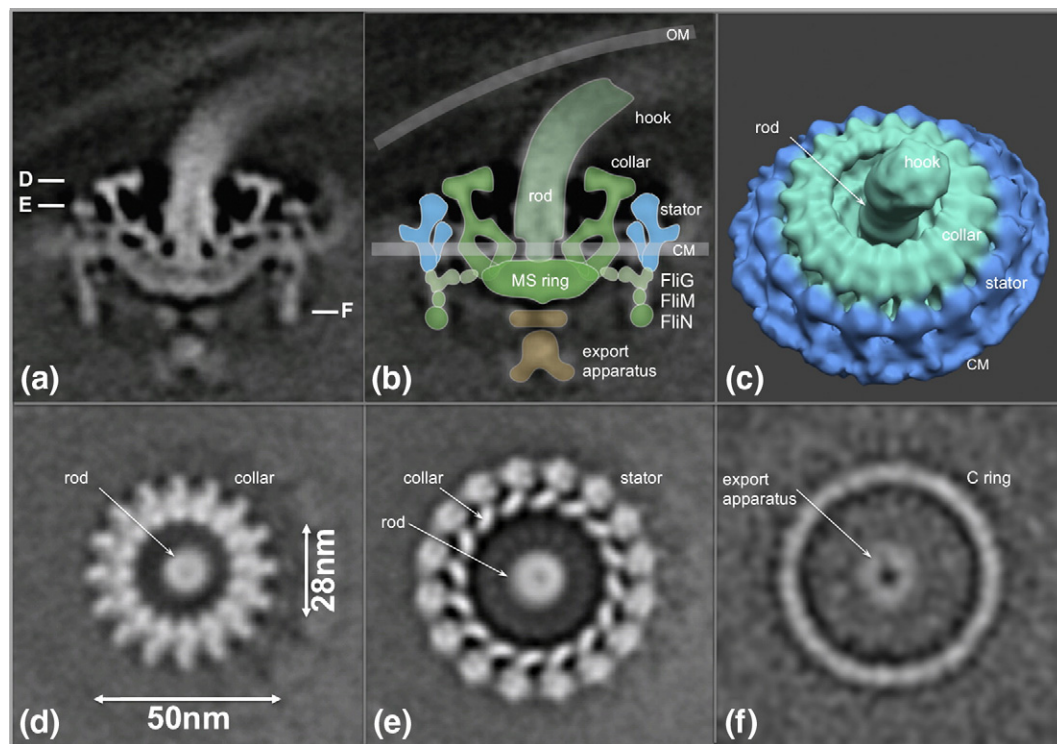 D
E
F
(a)
OM
hook
collar
rod
stator
CM
MS ring
FliG
FliM
FliN
export
apparatus
(b)
rod
hook
collar
stator
CM
(c)
rod
collar
28nm
50nm
(d)
collar
stator
rod
(e)
export
apparatus
C ring
(f)